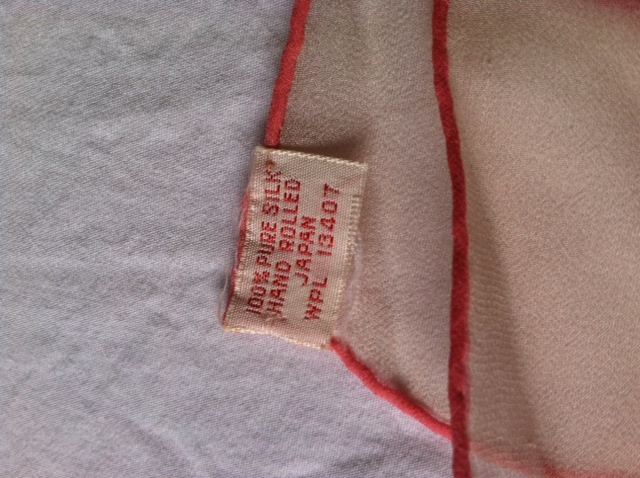 100% PURE SILK
HAND ROLLED
JAPAN
WPL 13407